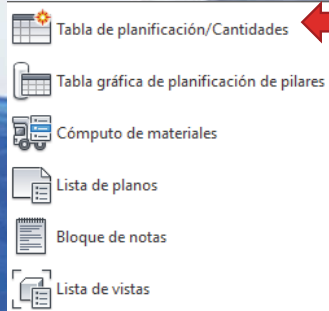 Tabla de planificación/Cantidades
Tabla gráfica de planificación de pilares
Cómputo de materiales
Lista de planos
Bloque de notas
Lista de vistas